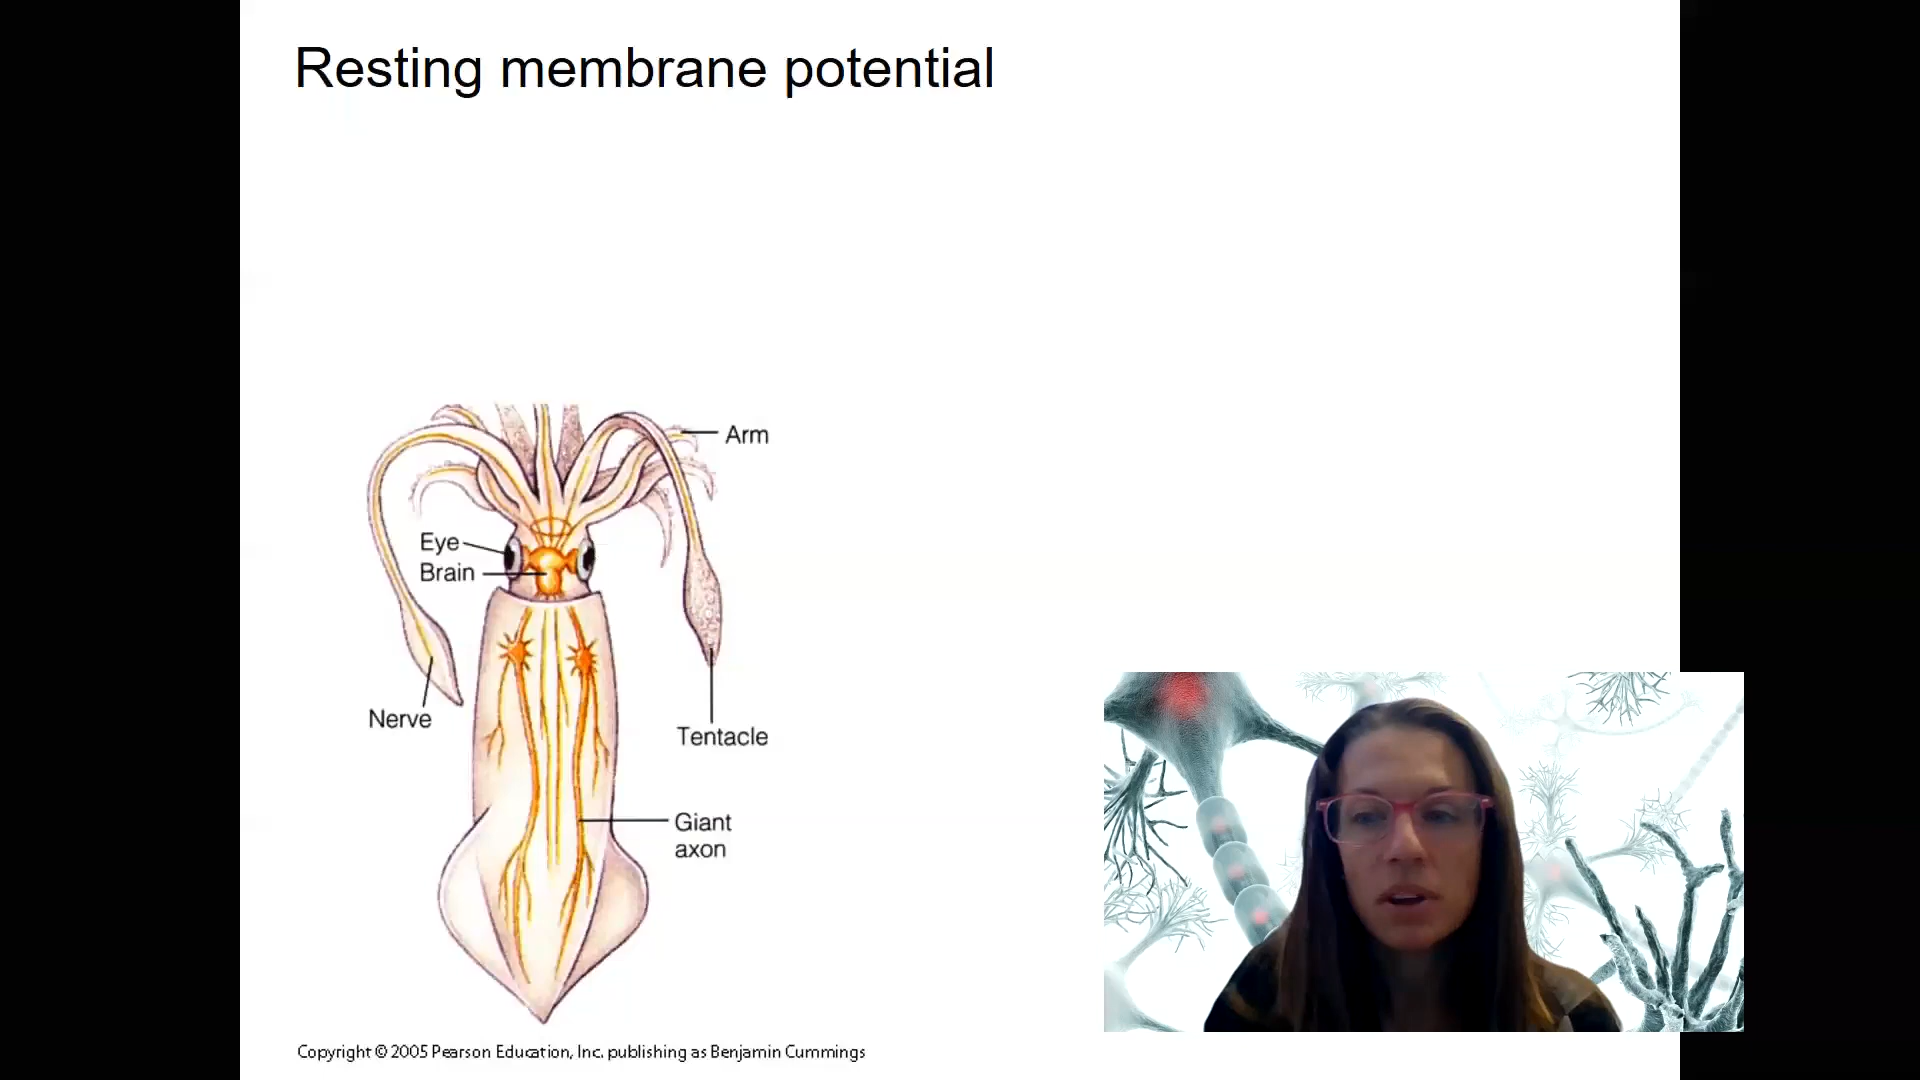 Resting membrane potential
Arm
Eye
Brain
Nerve
Tentacle
Giant
axon
Copyright © 2005 Pearson Education, Inc. publishing as Benjamin Cummings